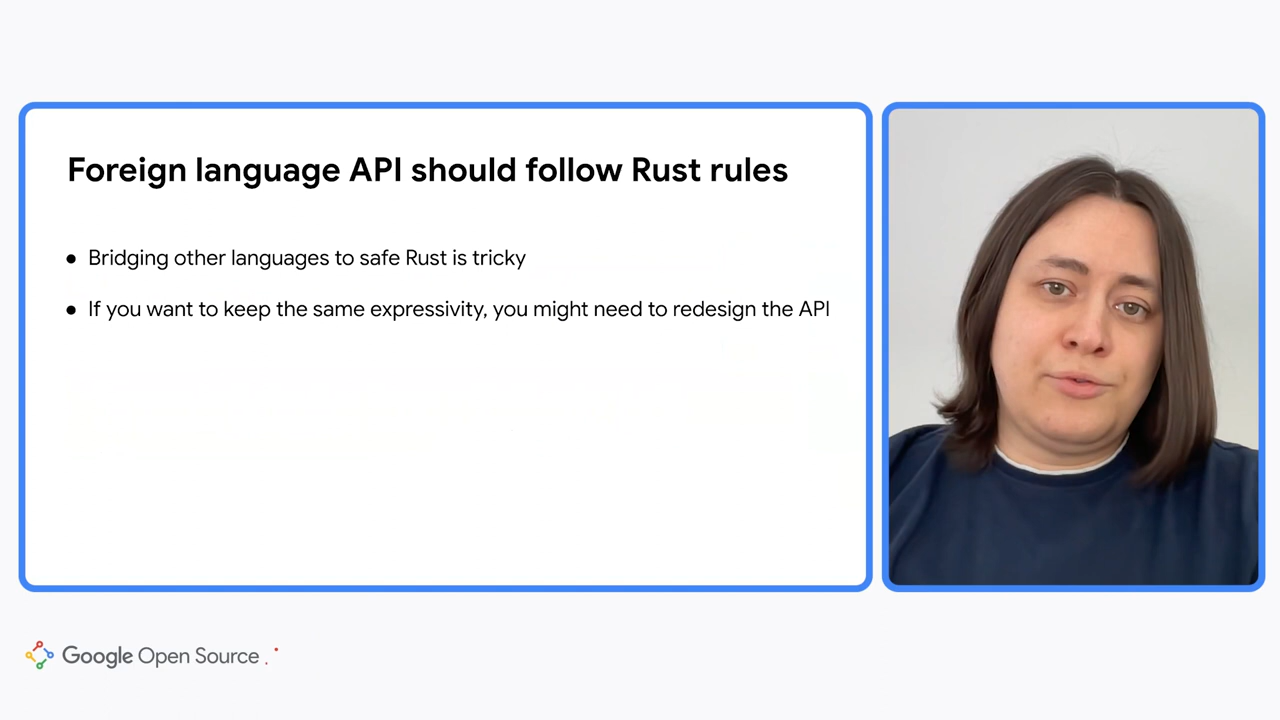 Foreign language API should follow Rust rules
● Bridging other languages to safe Rust is tricky
● If you want to keep the same expressivity, you might need to redesign the API
Google Open Source